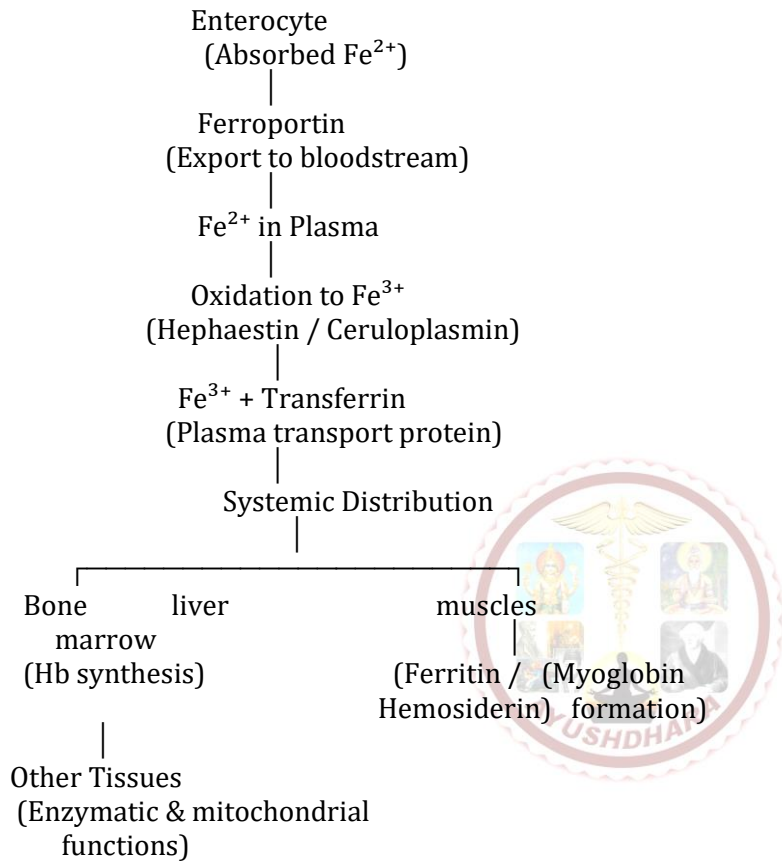 Enterocyte
(Absorbed Fe²⁺)
Ferroportin
(Export to bloodstream)
Fe²⁺ in Plasma
Oxidation to Fe³⁺
(Hephaestin / Ceruloplasmin)
Fe³⁺ + Transferrin
(Plasma transport protein)
Systemic Distribution
Bone liver muscles
marrow
(Hb synthesis) (Ferritin / (Myoglobin
Hemosiderin) formation)
AYUSHDHARA
Other Tissues
(Enzymatic & mitochondrial
functions)